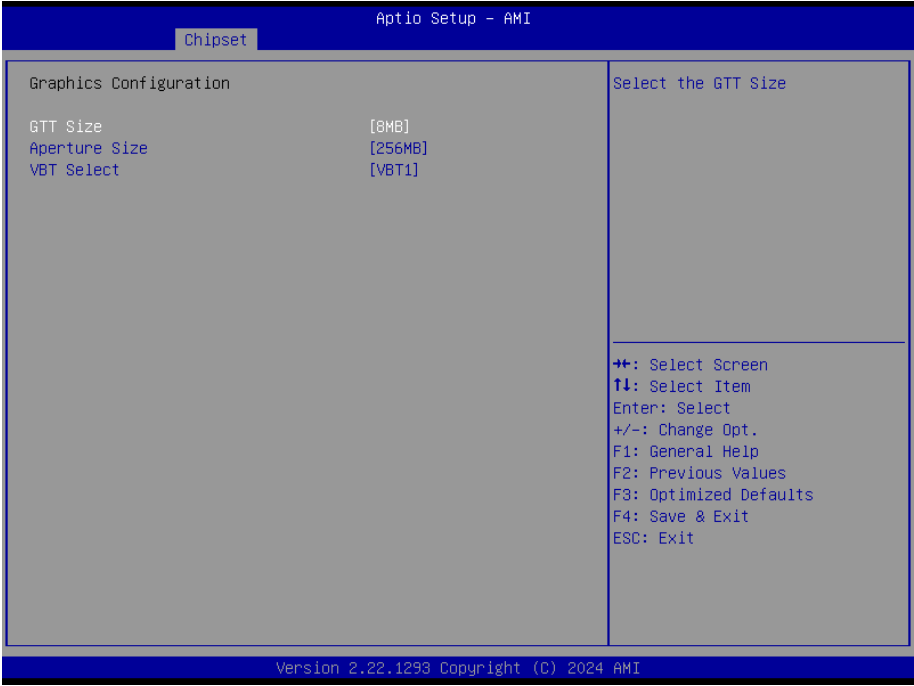 Aptio Setup – AMI
Chipset
Graphics Configuration
GTT Size [8MB]
Aperture Size [256MB]
VBT Select [VBT1]
Select the GTT Size
→←: Select Screen
↑↓: Select Item
Enter: Select
+/-: Change Opt.
F1: General Help
F2: Previous Values
F3: Optimized Defaults
F4: Save & Exit
ESC: Exit
Version 2.22.1293 Copyright (C) 2024 AMI